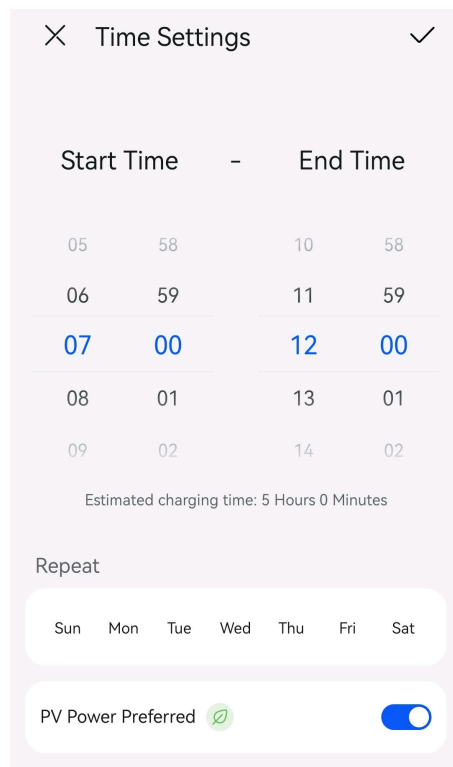 Time Settings
Start Time - End Time
05 58 10 58
06 59 11 59
07 00 12 00
08 01 13 01
09 02 14 02
Estimated charging time: 5 Hours 0 Minutes
Repeat
Sun Mon Tue Wed Thu Fri Sat
PV Power Preferred